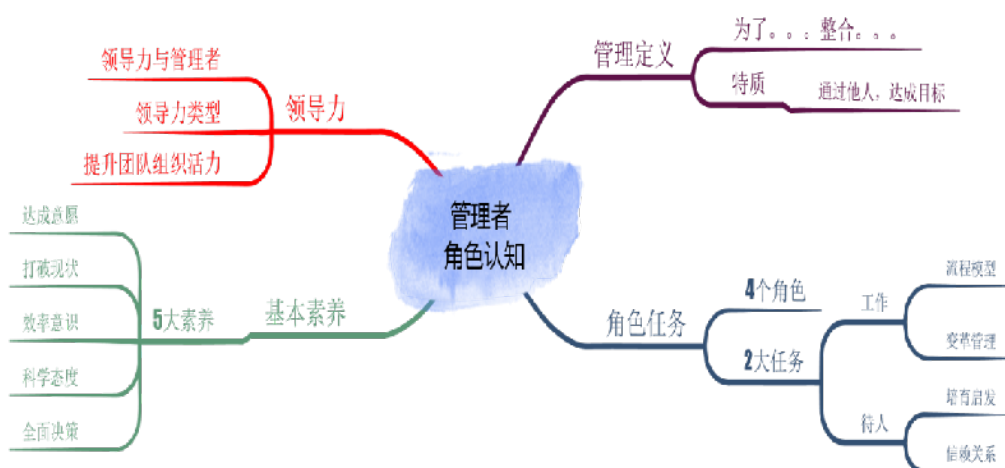 管理者
角色认知
管理定义
为了。。：整合。。。
特质
通过他人，达成目标
角色任务
4个角色
2大任务
工作
流程模型
变革管理
待人
培育启发
信赖关系
领导力
领导力与管理者
领导力类型
提升团队组织活力
基本素养
5大素养
达成意愿
打破现状
效率意识
科学态度
全面决策